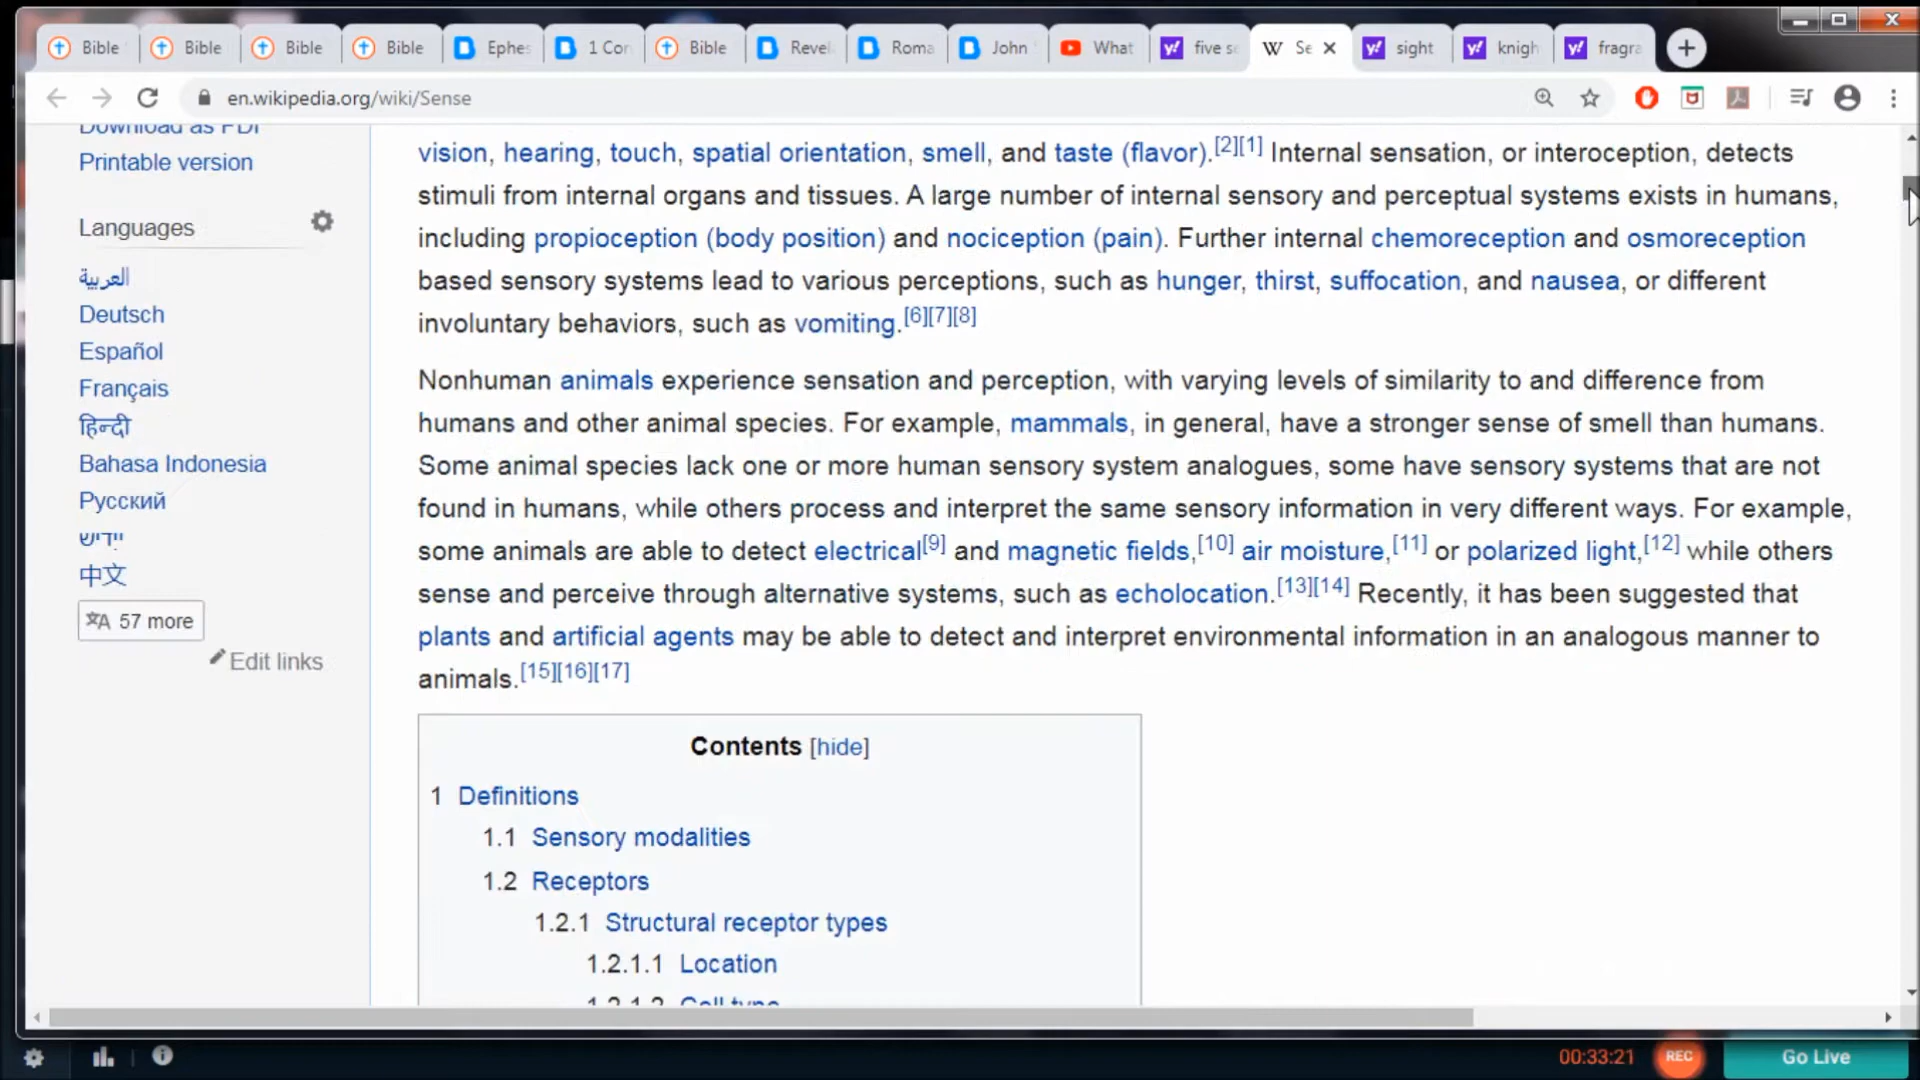 Bible
Bible
Bible
Bible
Ephes
1 Cor
Bible
Revel
Roma
John
What
five se
Se
sight
knigh
fragra
en.wikipedia.org/wiki/Sense
Download as PDF
Printable version
Languages
العربية
Deutsch
Español
Français
हिन्दी
Bahasa Indonesia
Русский
ייִדיש
中文
57 more
Edit links
vision, hearing, touch, spatial orientation, smell, and taste (flavor).[2][1] Internal sensation, or interoception, detects
stimuli from internal organs and tissues. A large number of internal sensory and perceptual systems exists in humans,
including propioception (body position) and nociception (pain). Further internal chemoreception and osmoreception
based sensory systems lead to various perceptions, such as hunger, thirst, suffocation, and nausea, or different
involuntary behaviors, such as vomiting.[6][7][8]
Nonhuman animals experience sensation and perception, with varying levels of similarity to and difference from
humans and other animal species. For example, mammals, in general, have a stronger sense of smell than humans.
Some animal species lack one or more human sensory system analogues, some have sensory systems that are not
found in humans, while others process and interpret the same sensory information in very different ways. For example,
some animals are able to detect electrical[9] and magnetic fields,[10] air moisture,[11] or polarized light,[12] while others
sense and perceive through alternative systems, such as echolocation.[13][14] Recently, it has been suggested that
plants and artificial agents may be able to detect and interpret environmental information in an analogous manner to
animals.[15][16][17]
Contents [hide]
1 Definitions
1.1 Sensory modalities
1.2 Receptors
1.2.1 Structural receptor types
1.2.1.1 Location
1.2.1.2 Cell type
00:33:21
REC
Go Live